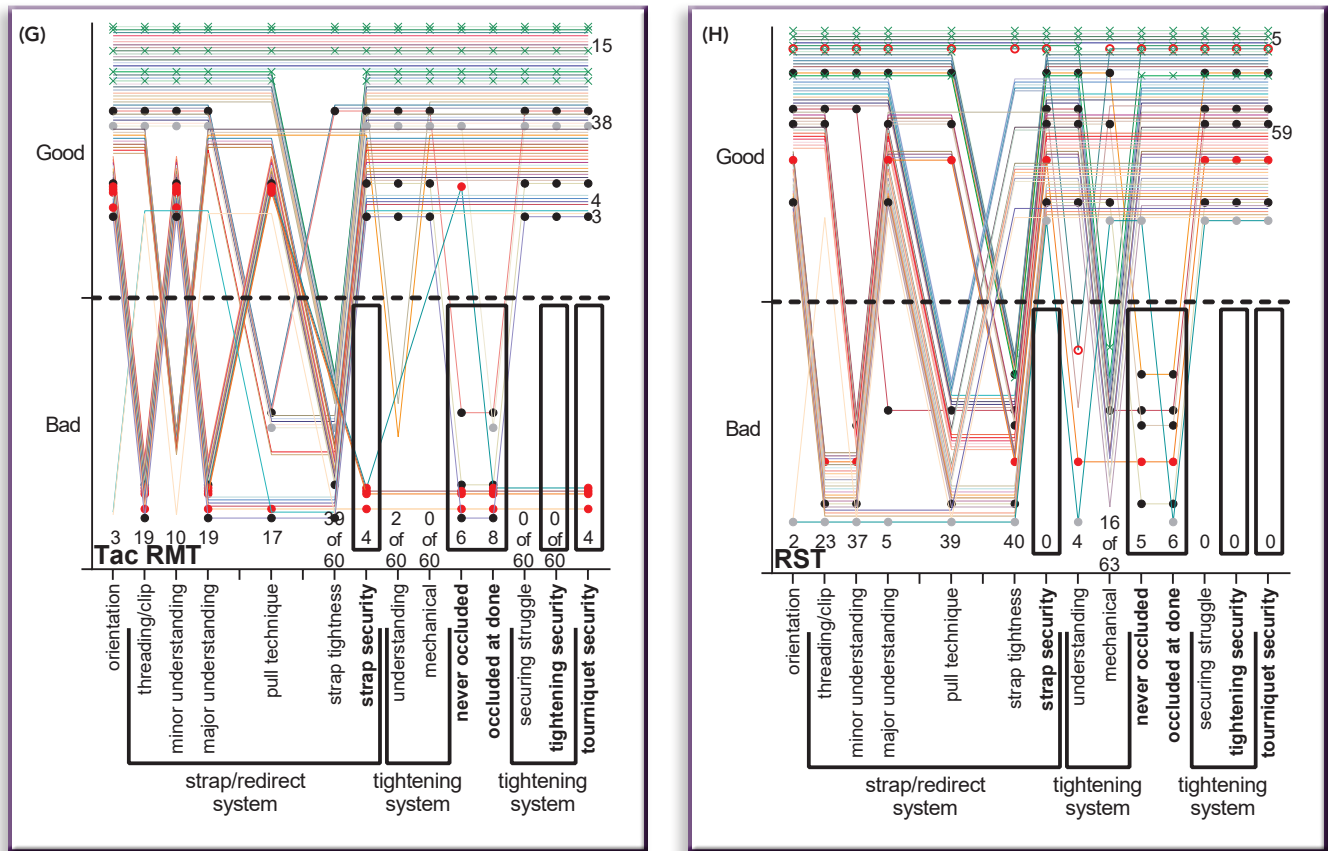 (G)
15
38
Good
4
3
Bad
3
19
10
19
17
39
of
60
4
2
of
60
0
of
60
6
8
0
of
60
0
of
60
4
Tac RMT
orientation
threading/clip
minor understanding
major understanding
pull technique
strap tightness
strap security
understanding
mechanical
never occluded
occluded at done
securing struggle
tightening security
tourniquet security
strap/redirect
system
tightening
system
tightening
system
(H)
5
59
Good
Bad
2
23
37
5
39
40
0
4
16
of
63
5
6
0
0
0
RST
orientation
threading/clip
minor understanding
major understanding
pull technique
strap tightness
strap security
understanding
mechanical
never occluded
occluded at done
securing struggle
tightening security
tourniquet security
strap/redirect
system
tightening
system
tightening
system